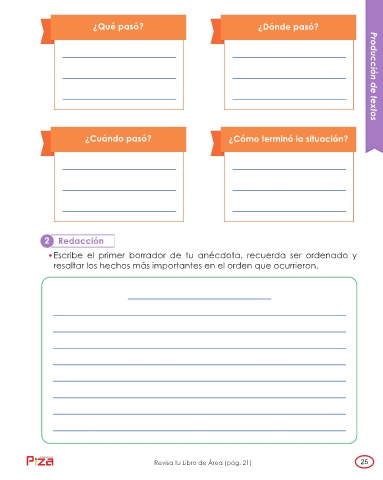 ¿Qué pasó?
¿Dónde pasó?
Producción de textos
¿Cuándo pasó?
¿Cómo terminó la situación?
2 Redacción
•Escribe el primer borrador de tu anécdota, recuerda ser ordenado y
resaltar los hechos más importantes en el orden que ocurrieron.
Piza
Revisa tu Libro de Área (pág. 21)
25